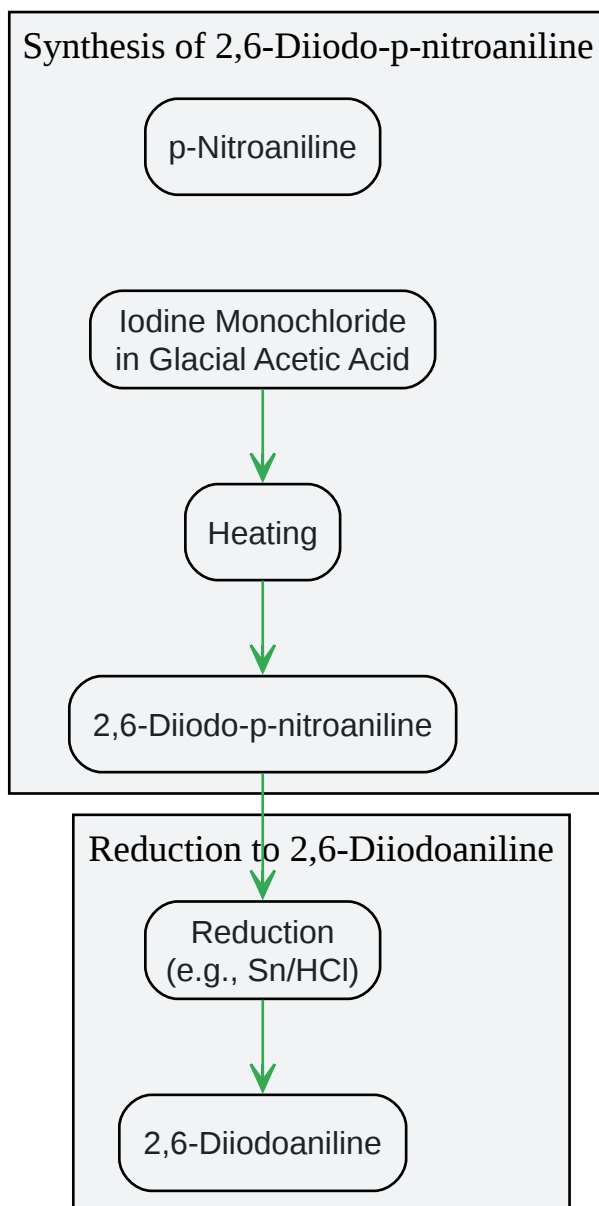 Synthesis of 2,6-Diiodo-p-nitroaniline
p-Nitroaniline
Iodine Monochloride
in Glacial Acetic Acid
Heating
2,6-Diiodo-p-nitroaniline
Reduction to 2,6-Diiodoaniline
Reduction
(e.g., Sn/HCl)
2,6-Diiodoaniline